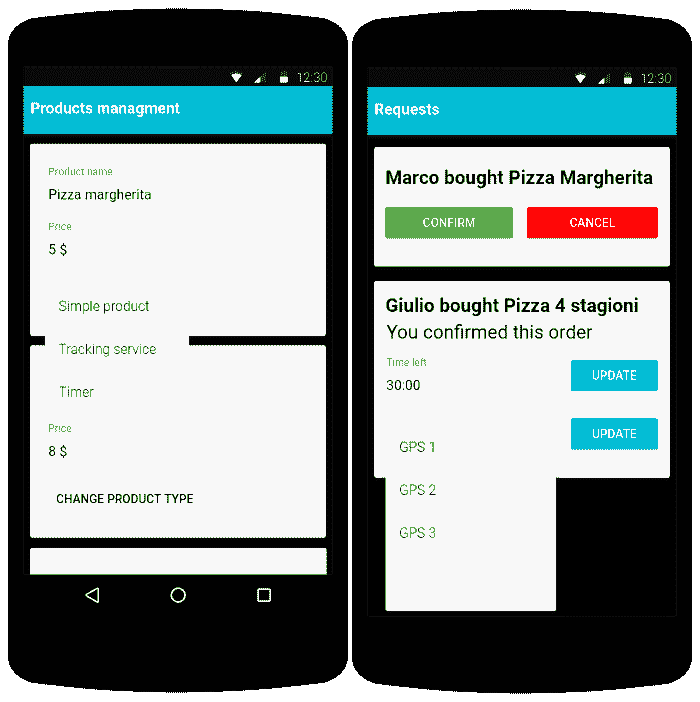 12:30
Products managment
Product name
Pizza margherita
Price
5 $
Simple product
Tracking service
Timer
Price
8 $
CHANGE PRODUCT TYPE
12:30
Requests
Marco bought Pizza Margherita
CONFIRM CANCEL
Giulio bought Pizza 4 stagioni
You confirmed this order
Time left
30:00
UPDATE
UPDATE
GPS 1
GPS 2
GPS 3